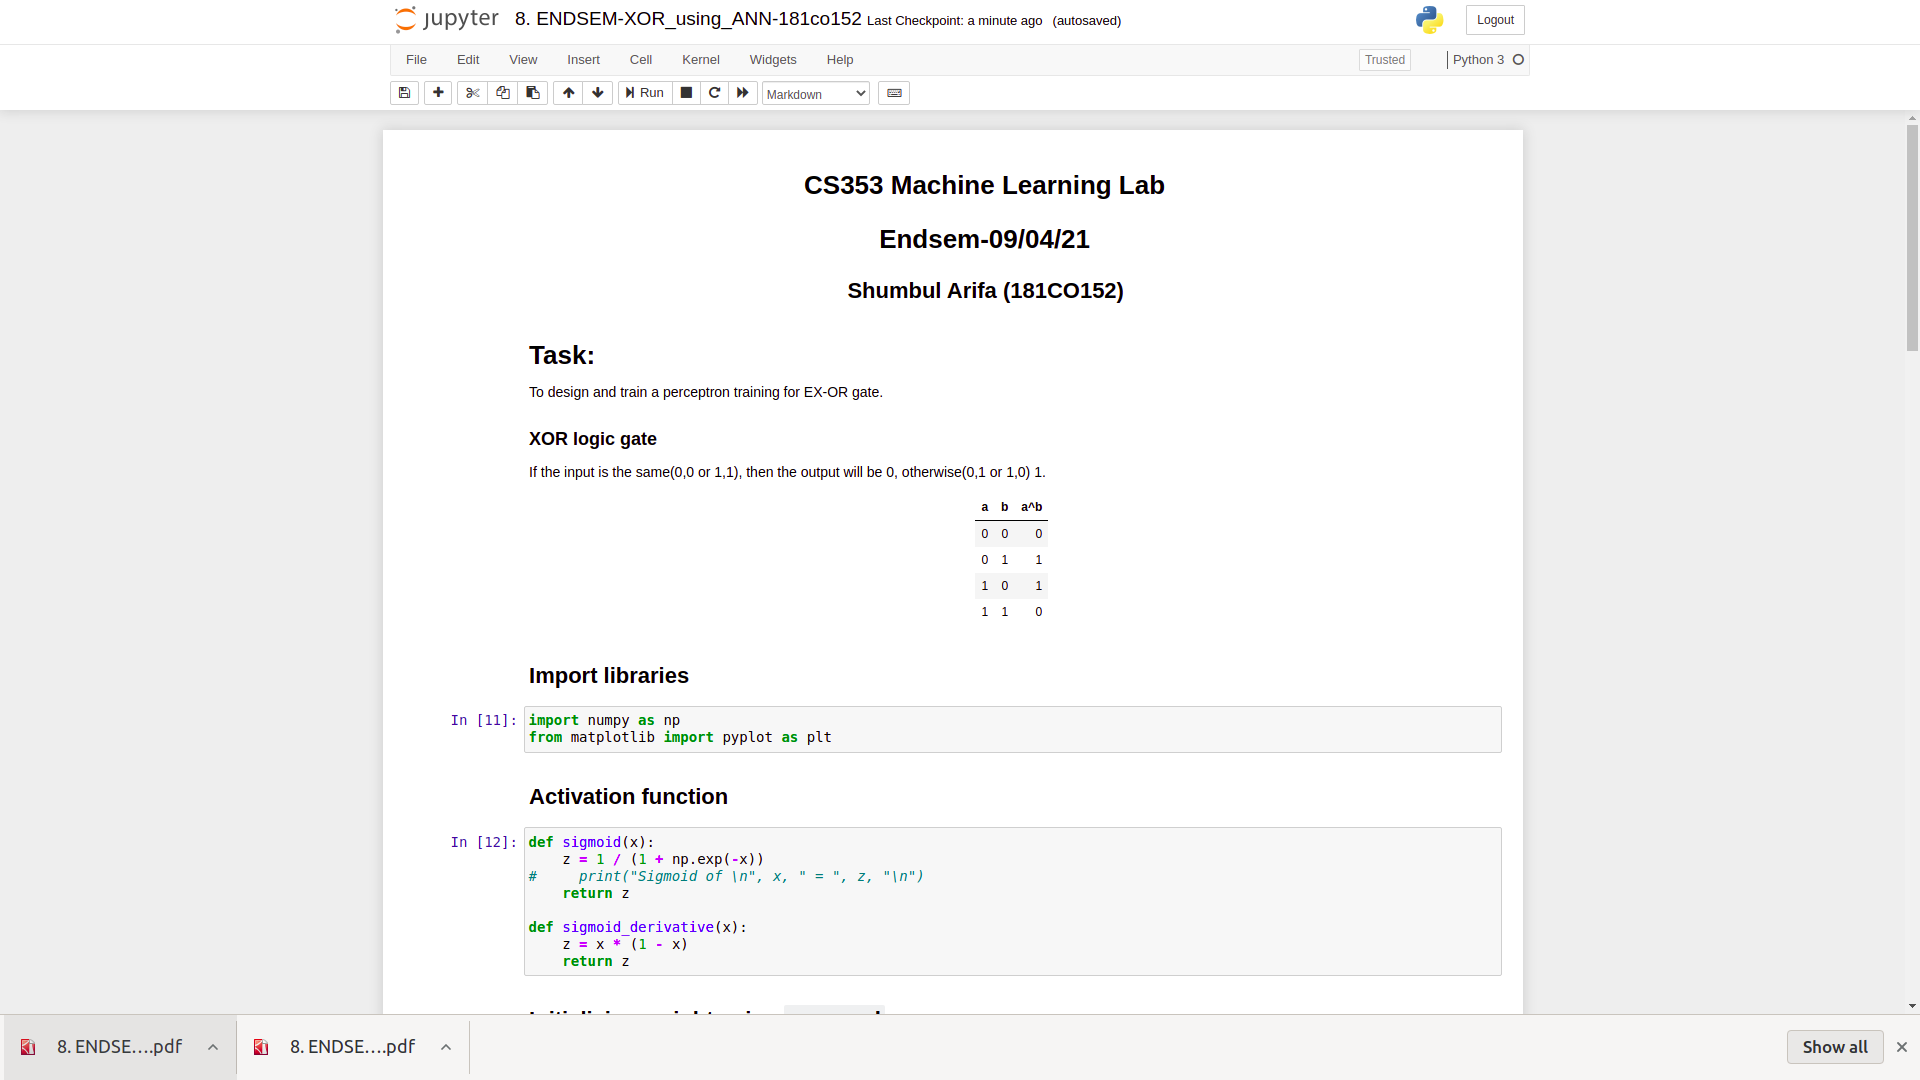 jupyter 8. ENDSEM-XOR_using_ANN-181co152 Last Checkpoint: a minute ago (autosaved) Logout
File Edit View Insert Cell Kernel Widgets Help Trusted Python 3
Run Markdown
CS353 Machine Learning Lab
Endsem-09/04/21
Shumbul Arifa (181CO152)
Task:
To design and train a perceptron training for EX-OR gate.
XOR logic gate
If the input is the same(0,0 or 1,1), then the output will be 0, otherwise(0,1 or 1,0) 1.
a b a^b
0 0 0
0 1 1
1 0 1
1 1 0
Import libraries
In [11]: import numpy as np
from matplotlib import pyplot as plt
Activation function
In [12]: def sigmoid(x):
    z = 1 / (1 + np.exp(-x))
#     print("Sigmoid of \n", x, " = ", z, "\n")
    return z
def sigmoid_derivative(x):
    z = x * (1 - x)
    return z
8. ENDSE….pdf 8. ENDSE….pdf Show all